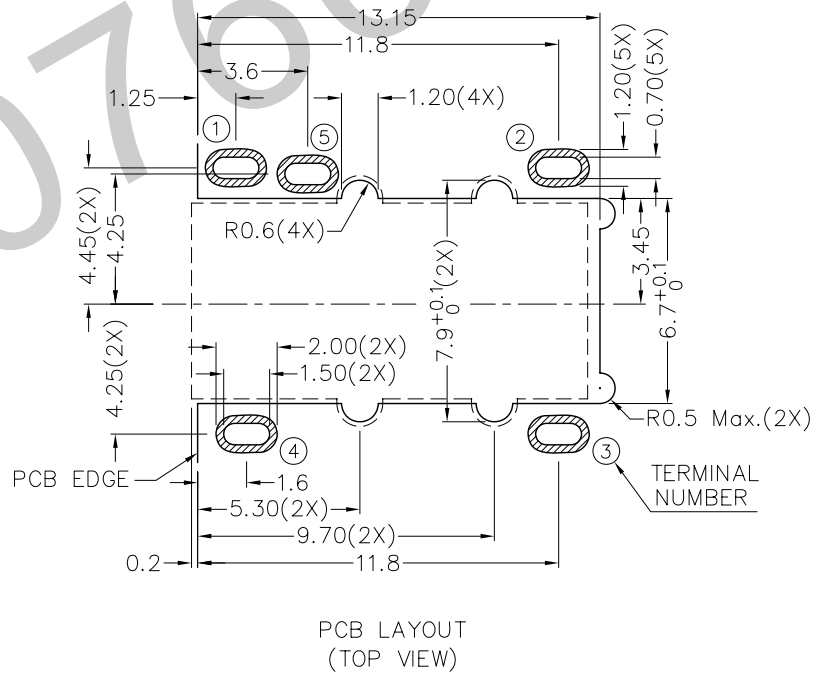 0760
13.15
11.8
3.6
1.25
1.20(4X)
1.20(5X)
0.70(5X)
1
5
2
4.45(2X)
4.25
R0.6(4X)
7.9+0.1 0(2X)
3.45
6.7+0.1 0
4.25(2X)
2.00(2X)
1.50(2X)
R0.5 Max.(2X)
4
3
PCB EDGE
1.6
TERMINAL
NUMBER
5.30(2X)
9.70(2X)
0.2
11.8
PCB LAYOUT
(TOP VIEW)